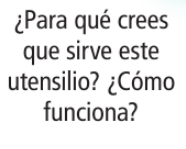 ¿Para qué crees
que sirve este
utensilio? ¿Cómo
funciona?